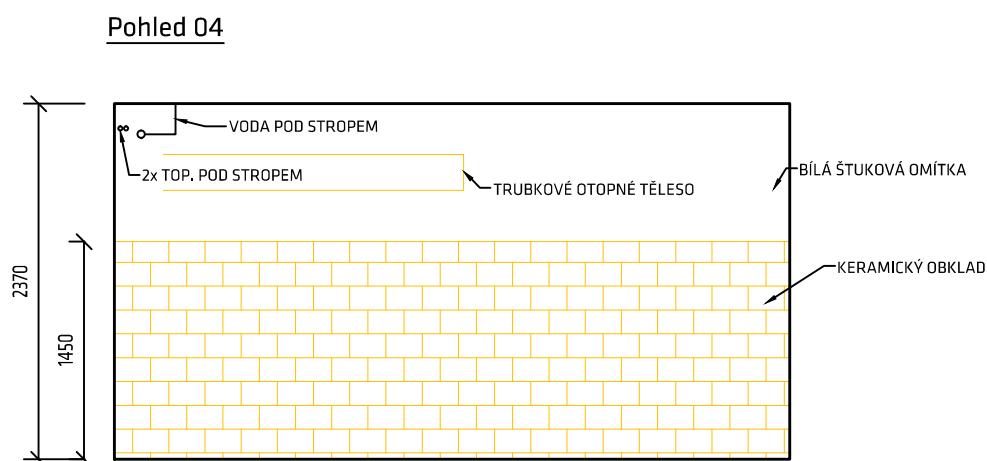 Pohled 04
VODA POD STROPEM
2x TOP. POD STROPEM
TRUBKOVÉ OTOPNÉ TĚLESO
BÍLÁ ŠTUKOVÁ OMÍTKA
KERAMICKÝ OBKLAD
2370
1450